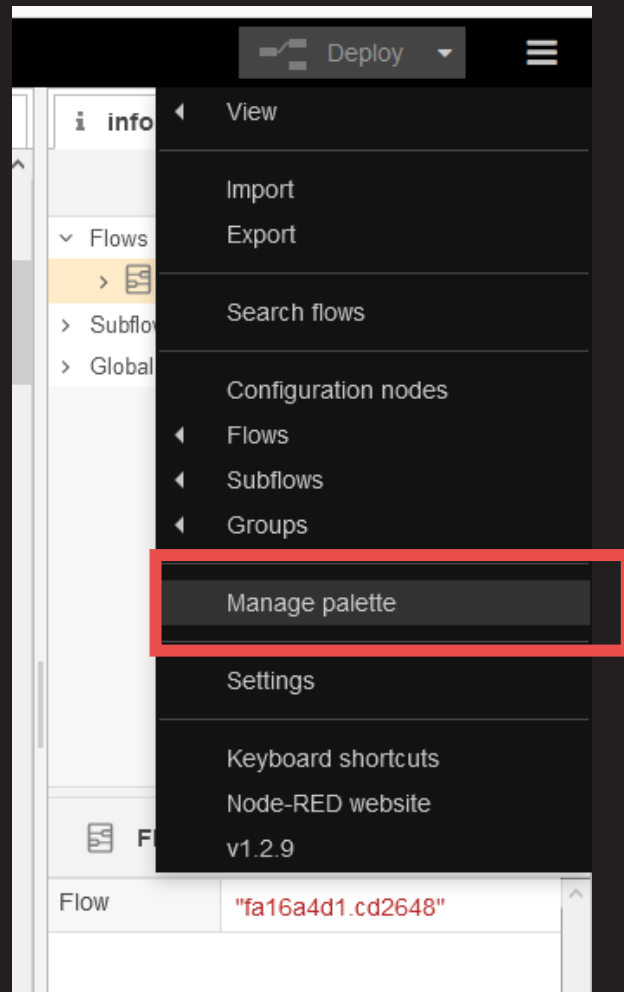 Deploy
info
View
Import
Export
Flows
Search flows
Subflow
Global
Configuration nodes
Flows
Subflows
Groups
Manage palette
Settings
Keyboard shortcuts
Node-RED website
v1.2.9
Flow
"fa16a4d1.cd2648"